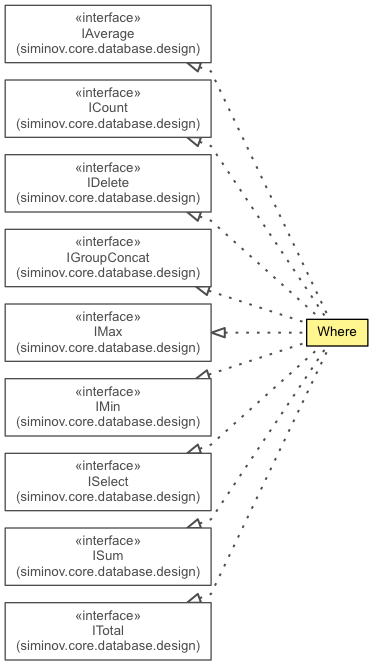 «interface»
IAverage
(siminov.core.database.design)
«interface»
ICount
(siminov.core.database.design)
«interface»
IDelete
(siminov.core.database.design)
«interface»
IGroupConcat
(siminov.core.database.design)
«interface»
IMax
(siminov.core.database.design)
Where
«interface»
IMin
(siminov.core.database.design)
«interface»
ISelect
(siminov.core.database.design)
«interface»
ISum
(siminov.core.database.design)
«interface»
ITotal
(siminov.core.database.design)